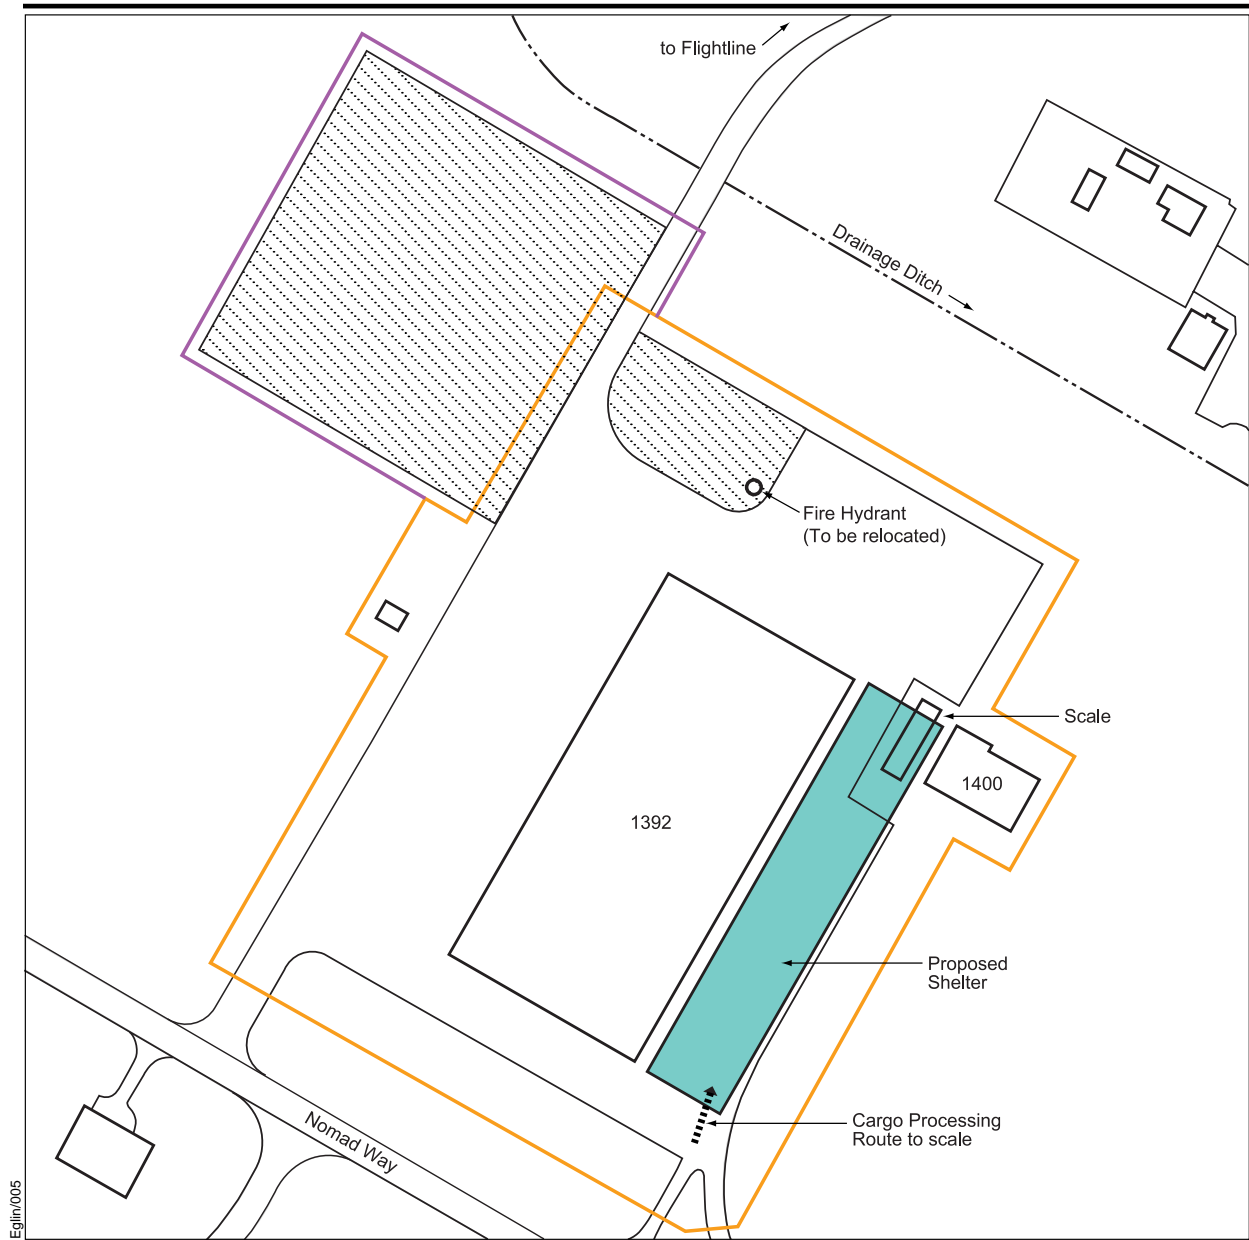 to Flightline
Drainage Ditch
Fire Hydrant
(To be relocated)
Scale
1400
1392
Proposed
Shelter
Cargo Processing
Route to scale
Nomad Way
Eglin/005